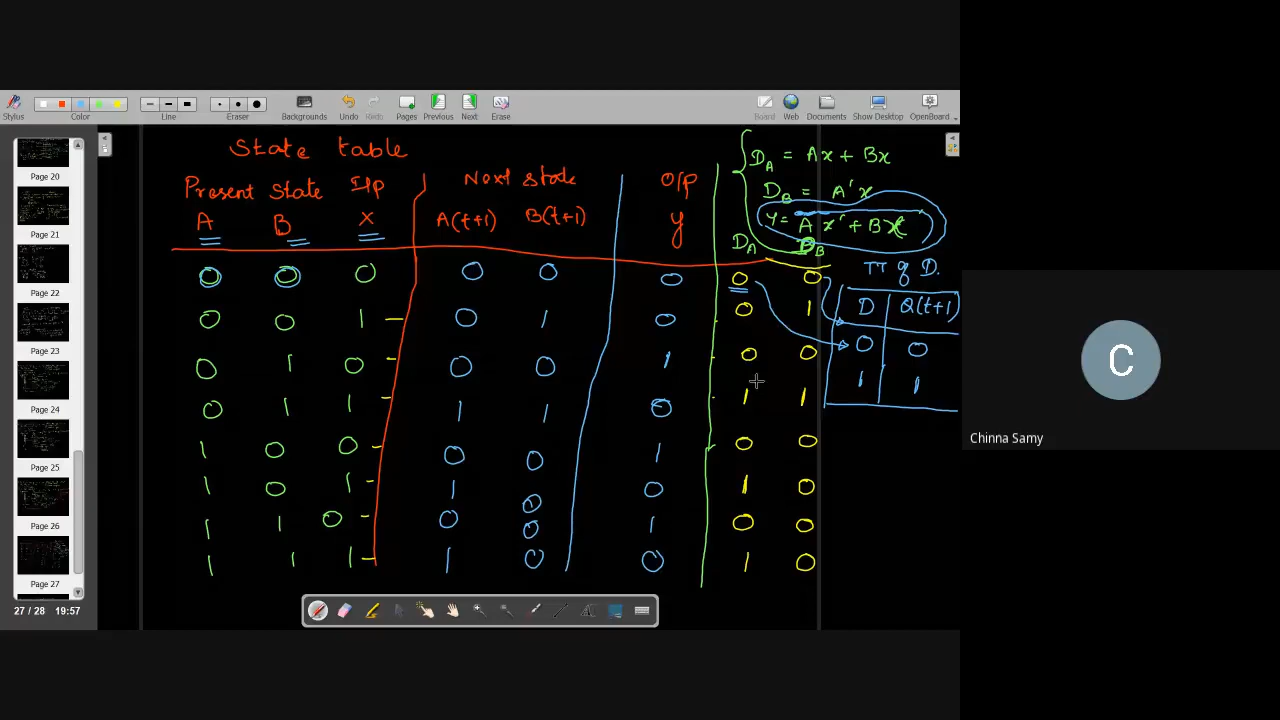 Stylus
Color
Line
Eraser
Backgrounds
Undo
Redo
Pages
Previous
Next
Erase
Board
Web
Documents
Show Desktop
OpenBoard
Page 20
Page 21
Page 22
Page 23
Page 24
Page 25
Page 26
Page 27
27 / 28 19:57
State table
Present State I/p Next state O/p
A B X A(t+1) B(t+1) y DA DB
0 0 0 0 0 0 0 0
0 0 1 0 1 0 0 1
0 1 0 0 0 1 0 0
0 1 1 1 1 0 1 1
1 0 0 0 0 1 0 0
1 0 1 1 0 0 1 0
1 1 0 0 0 1 0 0
1 1 1 1 0 0 1 0
DA = Ax + Bx
DB = A'x
Y = A x' + Bx
TT of D.
D Q(t+1)
0 0
1 1
C
Chinna Samy